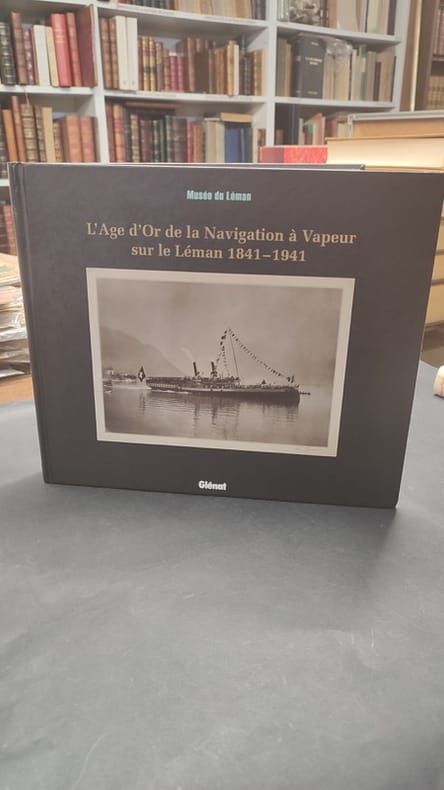 Musée du Léman
L'Age d'Or de la Navigation à Vapeur
sur le Léman 1841–1941
Glénat